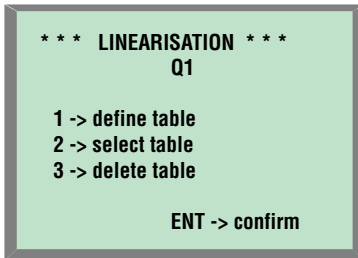 * * * LINEARISATION * * *
Q1
1 -> define table
2 -> select table
3 -> delete table
ENT -> confirm